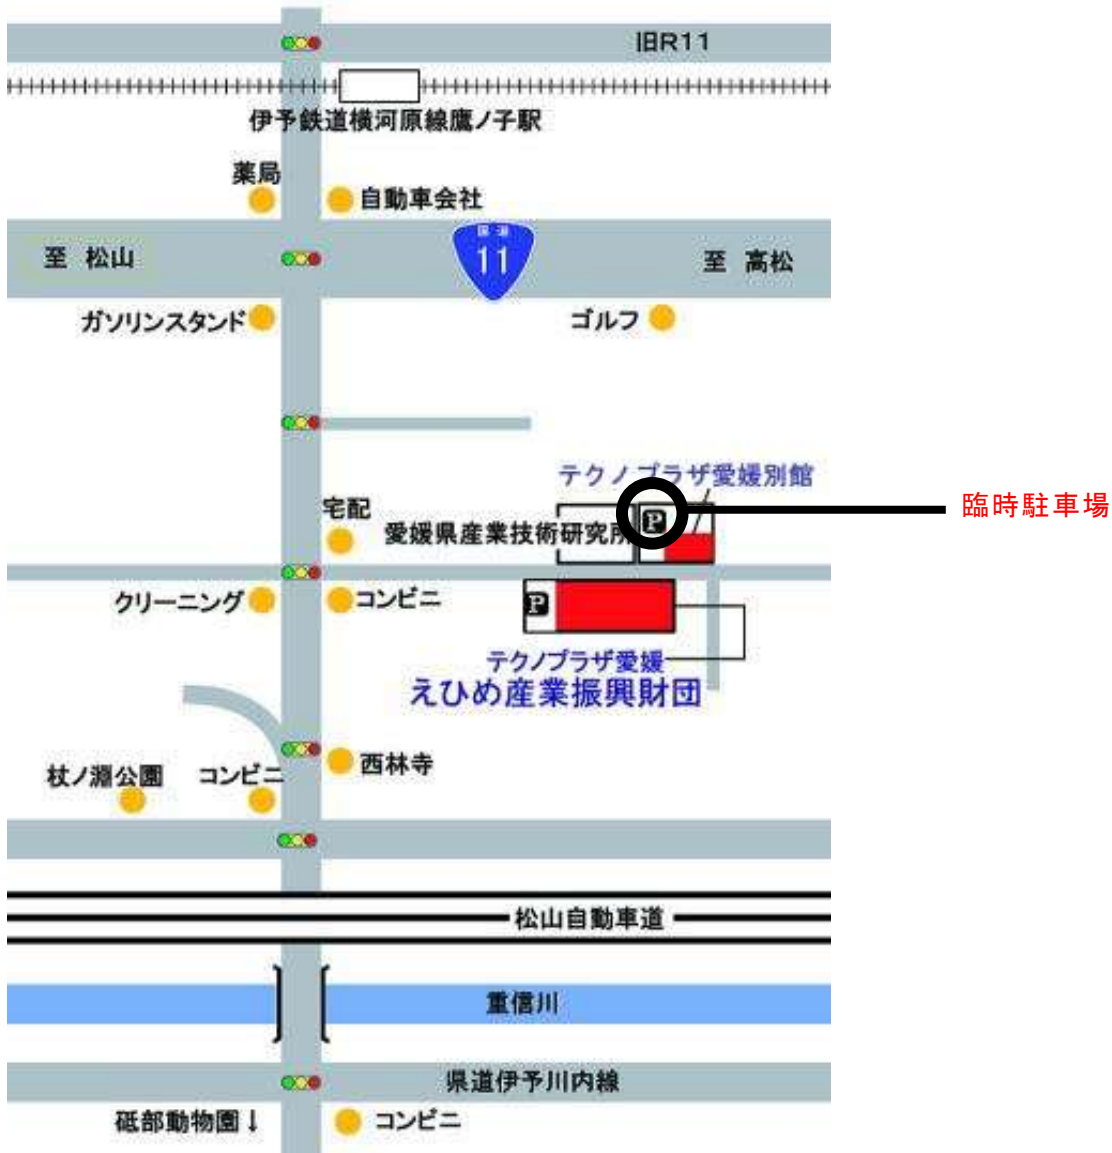 旧R11
伊予鉄道横河原線鷹ノ子駅
薬局
自動車会社
至 松山
国道
11
至 高松
ガソリンスタンド
ゴルフ
テクノプラザ愛媛別館
宅配
愛媛県産業技術研究所
P
臨時駐車場
クリーニング
コンビニ
P
テクノプラザ愛媛
えひめ産業振興財団
西林寺
杖ノ淵公園
コンビニ
松山自動車道
重信川
県道伊予川内線
砥部動物園↓
コンビニ